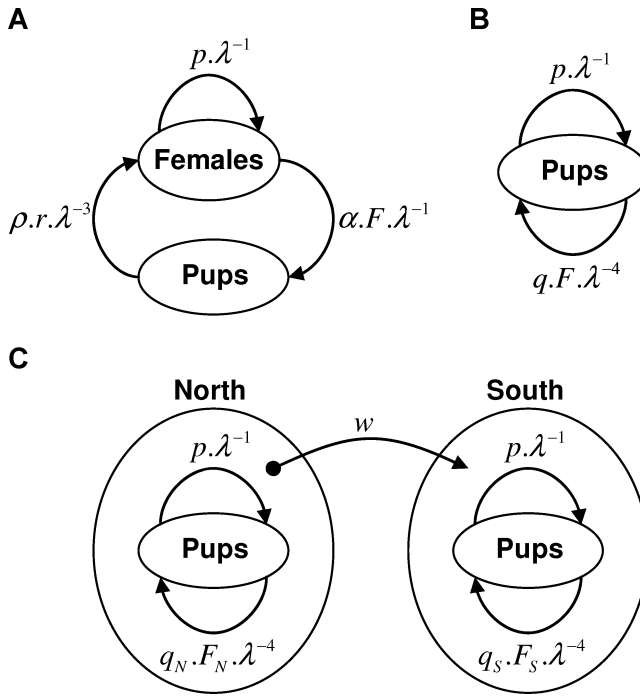 A
p.λ⁻¹
Females
ρ.r.λ⁻³
α.F.λ⁻¹
Pups
B
p.λ⁻¹
Pups
q.F.λ⁻⁴
C
North
South
w
p.λ⁻¹
p.λ⁻¹
Pups
Pups
q_N.F_N.λ⁻⁴
q_S.F_S.λ⁻⁴